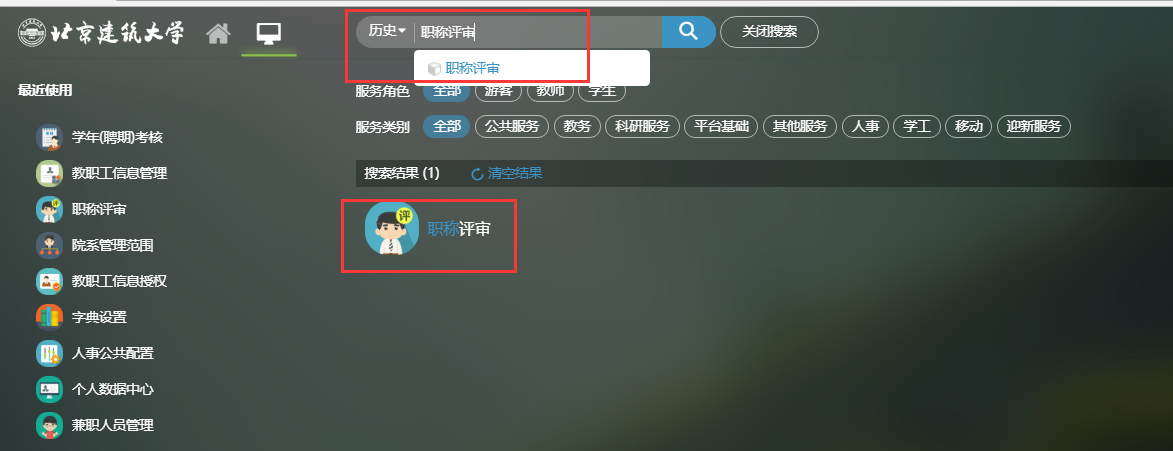 北京建筑大学
历史 职称评审 关闭搜索
职称评审
最近使用
学年(聘期)考核
教职工信息管理
职称评审
院系管理范围
教职工信息授权
字典设置
人事公共配置
个人数据中心
兼职人员管理
服务角色 全部 游客 教师 学生
服务类别 全部 公共服务 教务 科研服务 平台基础 其他服务 人事 学工 移动 迎新服务
搜索结果 (1) 清空结果
评
职称评审